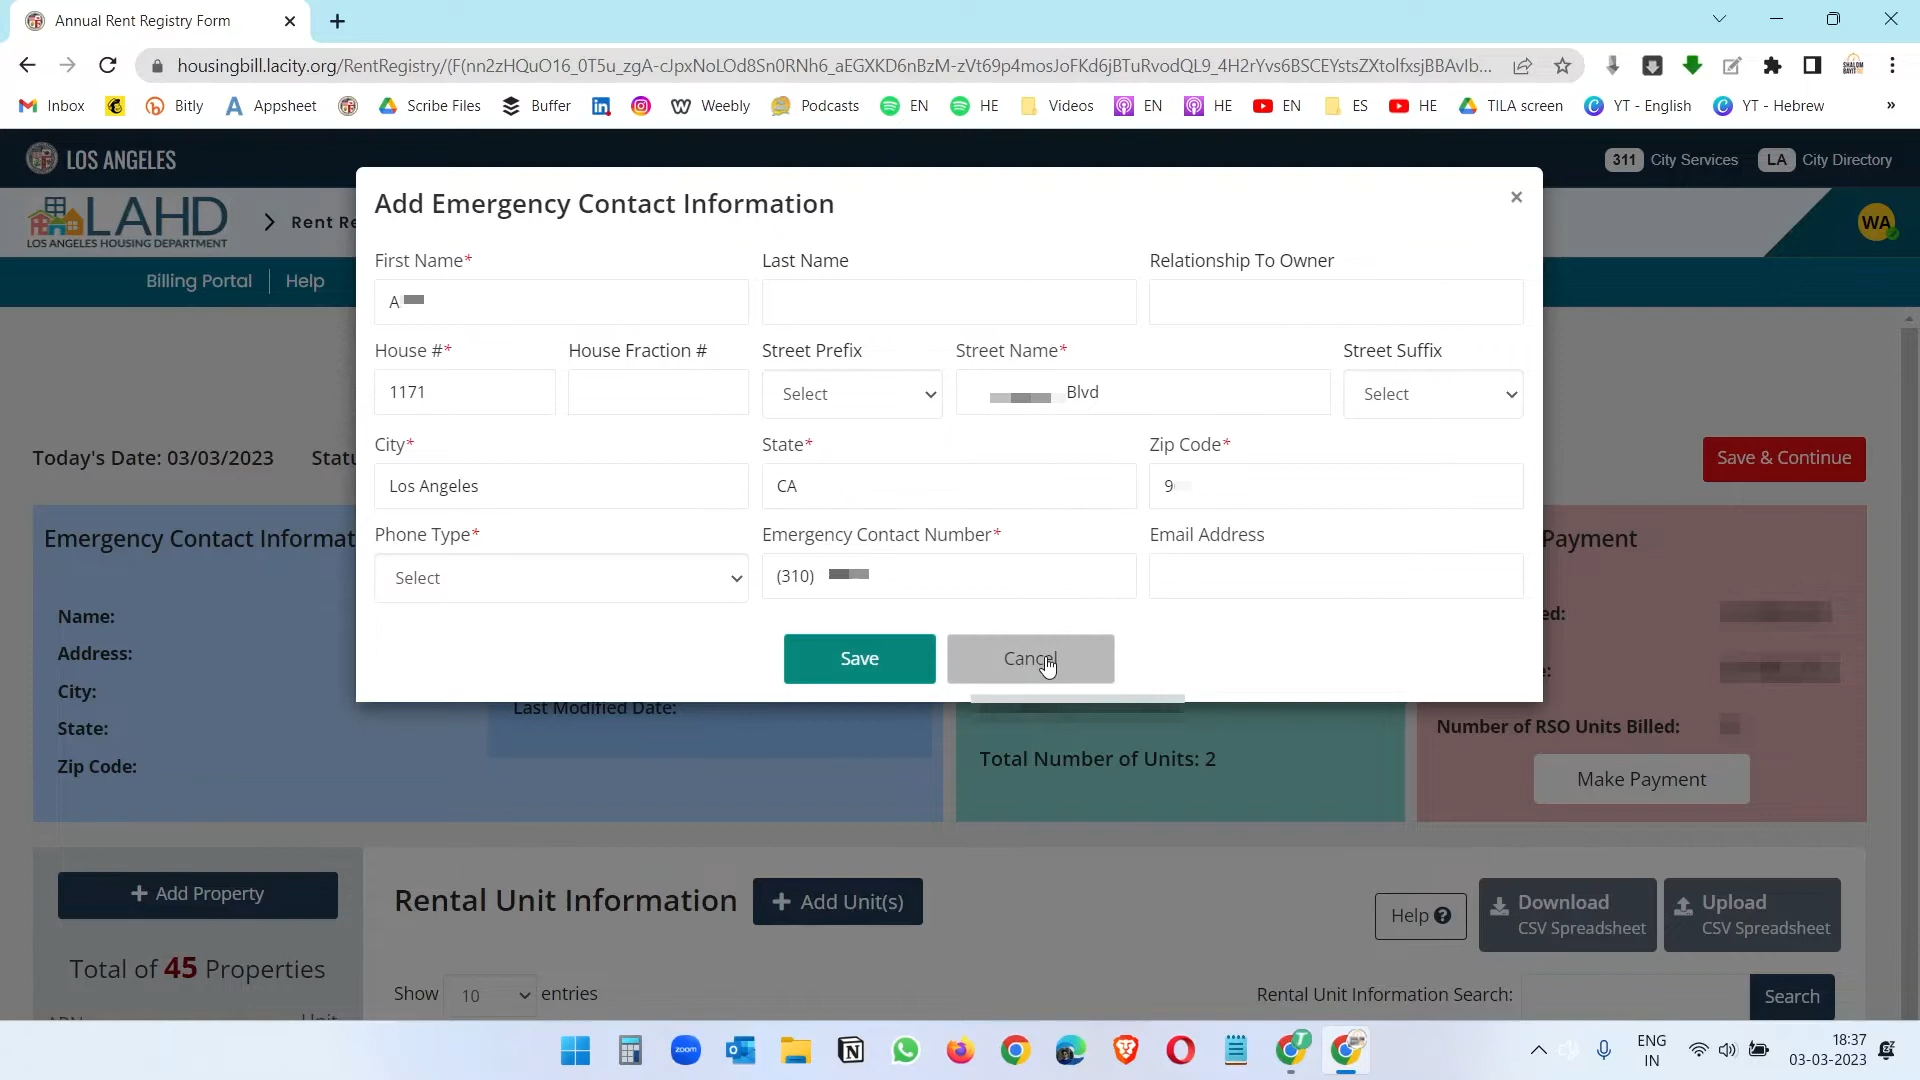 Annual Rent Registry Form
housingbill.lacity.org/RentRegistry/(F(nn2zHQuO16_0T5u_zgA-cJpxNoLOd8Sn0RNh6_aEGXKD6nBzM-zVt69p4mosJoFKd6jBTuRvodQL9_4H2rYvs6BSCEYstsZXtolfxsjBBAvIb...
Inbox Bitly Appsheet Scribe Files Buffer Weebly Podcasts EN HE Videos EN HE EN ES HE TILA screen YT - English YT - Hebrew »
LOS ANGELES
311 City Services LA City Directory
LAHD
LOS ANGELES HOUSING DEPARTMENT
Rent Re
WA
Billing Portal Help
Add Emergency Contact Information
First Name* Last Name Relationship To Owner
A
House #* House Fraction # Street Prefix Street Name* Street Suffix
1171 Select Blvd Select
City* State* Zip Code*
Los Angeles CA 9
Phone Type* Emergency Contact Number* Email Address
Select (310)
Save Cancel
Today's Date: 03/03/2023 Statu
Save & Continue
Emergency Contact Informat
Name:
Address:
City:
State:
Zip Code:
Last Modified Date:
Total Number of Units: 2
Payment
ed:
e:
Number of RSO Units Billed:
Make Payment
+ Add Property
Total of 45 Properties
Rental Unit Information
+ Add Unit(s)
Help
Download
CSV Spreadsheet
Upload
CSV Spreadsheet
Show 10 entries
Rental Unit Information Search:
Search
zoom
ENG
IN
18:37
03-03-2023